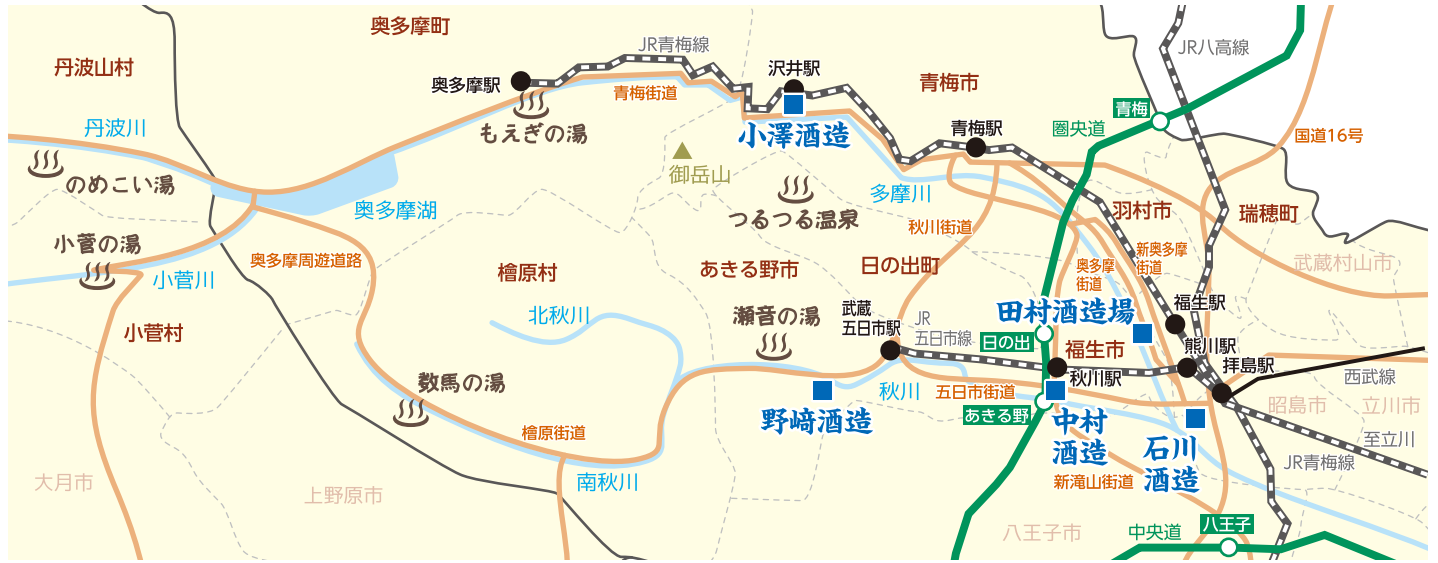 奥多摩町
JR青梅線
JR八高線
丹波山村
沢井駅
青梅市
奥多摩駅
青梅街道
青梅
丹波川
もえぎの湯
小澤酒造
青梅駅
圏央道
国道16号
のめこい湯
御岳山
奥多摩湖
つるつる温泉
多摩川
羽村市
瑞穂町
小菅の湯
秋川街道
小菅川
奥多摩周遊道路
檜原村
あきる野市
日の出町
奥多摩
街道
新奥多摩
街道
武蔵村山市
小菅村
北秋川
瀬音の湯
武蔵
五日市駅
JR
五日市線
田村酒造場
福生駅
日の出
福生市
熊川駅
拝島駅
数馬の湯
秋川
五日市街道
秋川駅
西武線
あきる野
昭島市
立川市
檜原街道
野﨑酒造
中村
酒造
石川
酒造
至立川
JR青梅線
大月市
上野原市
南秋川
新滝山街道
八王子市
中央道
八王子